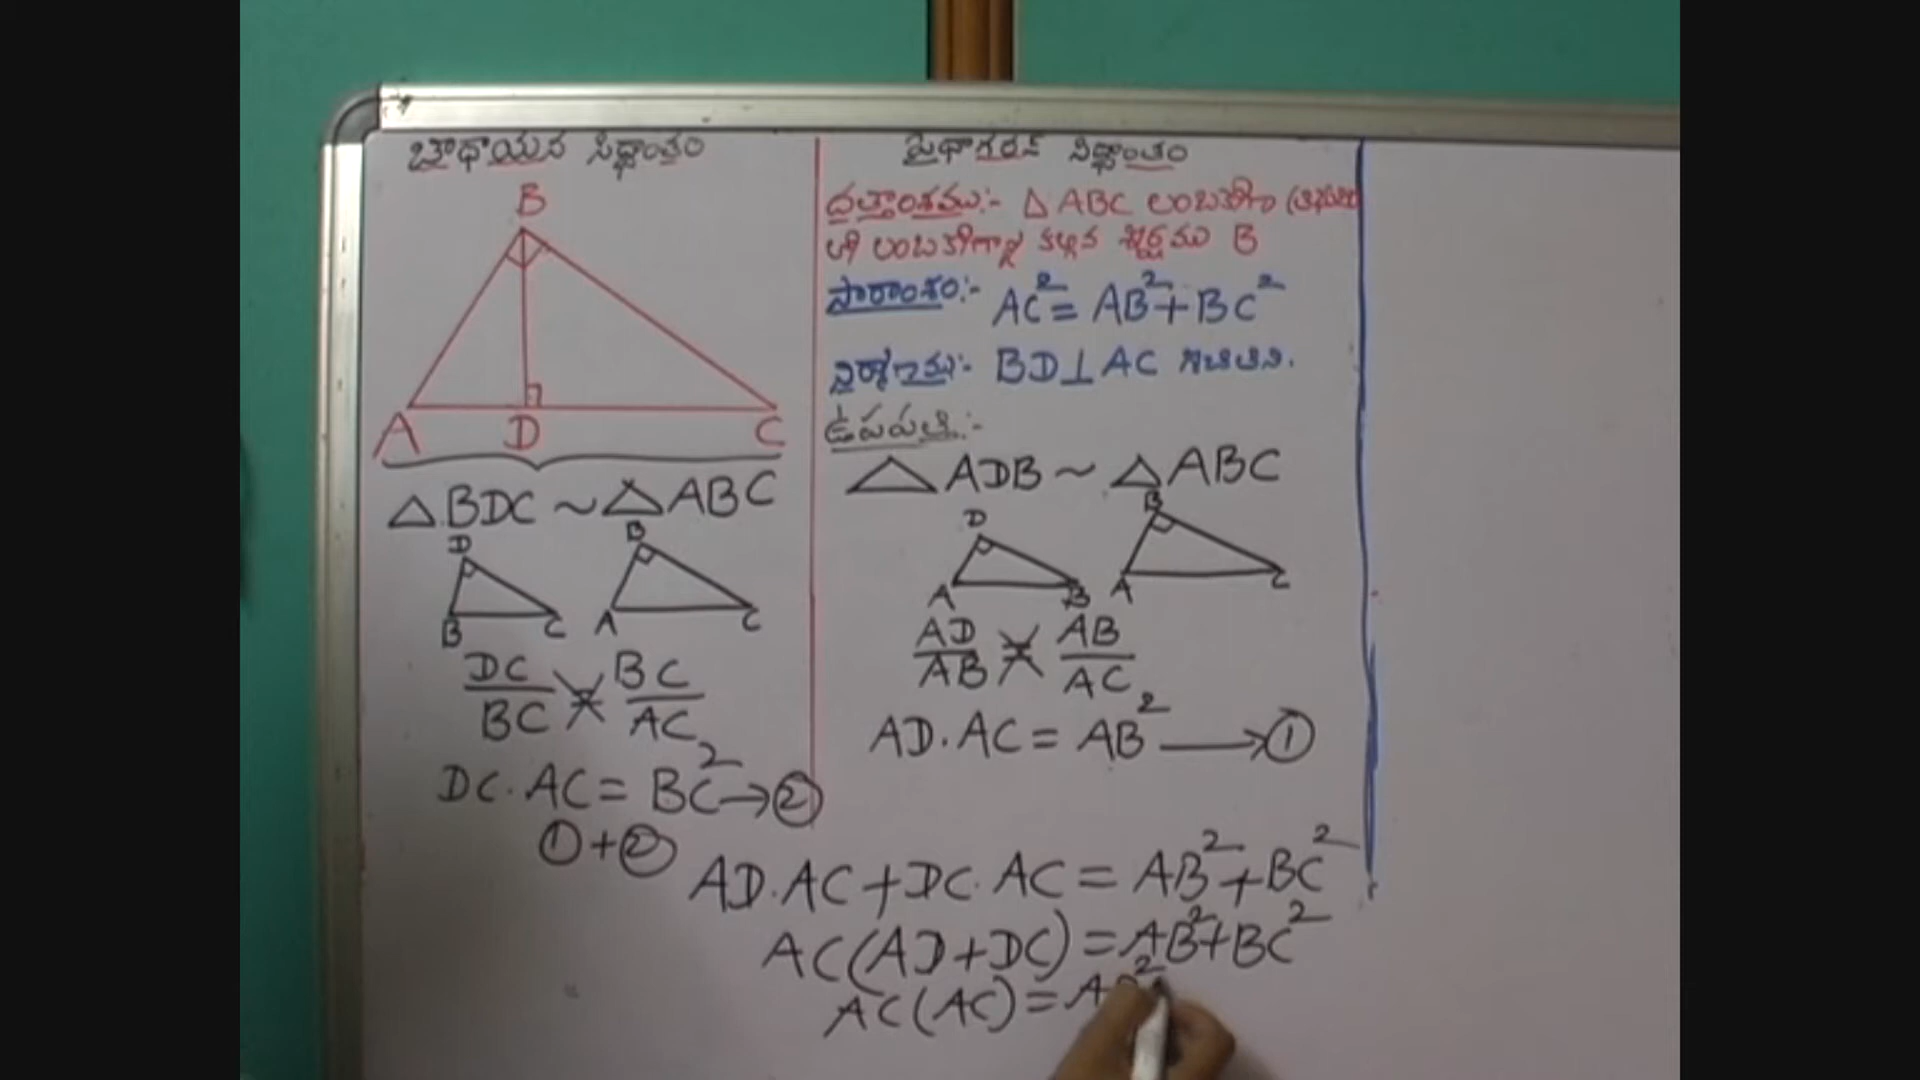 బౌధాయన సిద్ధాంతం
B
A D C
△BDC ~ △ABC
D B
B C A C
DC/BC = BC/AC
DC.AC = BC² → ②
① + ②
పైథాగరస్ సిద్ధాంతం
దత్తాంశము:- △ABC లంబకోణ
లో లంబకోణాన్ని కల్గిన శీర్షము B
సారాంశం:- AC² = AB² + BC²
నిర్మాణము:- BD⊥AC గీచితిని.
ఉపపత్తి:-
△ADB ~ △ABC
D B
A B A C
AD/AB = AB/AC
AD.AC = AB² → ①
AD.AC + DC.AC = AB² + BC²
AC(AD+DC) = AB² + BC²
AC(AC) = AB²